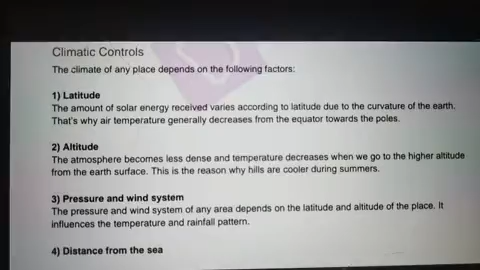 Climatic Controls
The climate of any place depends on the following factors:
1) Latitude
The amount of solar energy received varies according to latitude due to the curvature of the earth.
That's why air temperature generally decreases from the equator towards the poles.
2) Altitude
The atmosphere becomes less dense and temperature decreases when we go to the higher altitude
from the earth surface. This is the reason why hills are cooler during summers.
3) Pressure and wind system
The pressure and wind system of any area depends on the latitude and altitude of the place. It
influences the temperature and rainfall pattern.
4) Distance from the sea